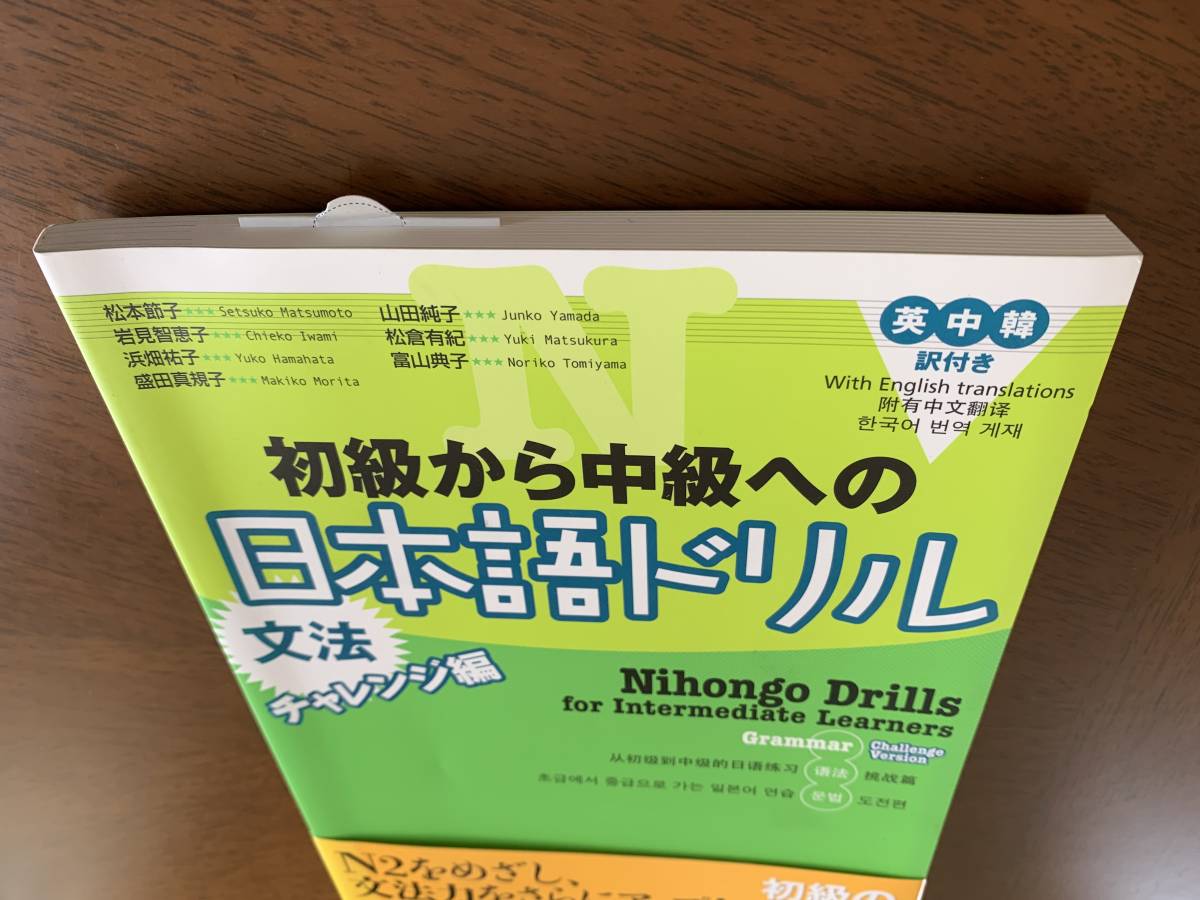 松本節子★★★Setsuko Matsumoto
岩見智恵子★★★Chieko Iwami
浜畑祐子★★★Yuko Hamahata
盛田真規子★★★Makiko Morita
山田純子★★★Junko Yamada
松倉有紀★★★Yuki Matsukura
富山典子★★★Noriko Tomiyama
英中韓
訳付き
With English translations
附有中文翻译
한국어 번역 게재
N
初級から中級への
日本語ドリル
文法
チャレンジ編
Nihongo Drills
for Intermediate Learners
Grammar Challenge Version
从初级到中级的日语练习 语法 挑战篇
초급에서 중급으로 가는 일본어 연습 문법 도전편
N2をめざし、
文法力をさらに
初級の